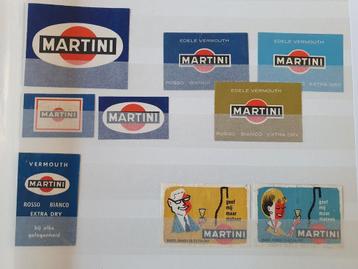 MARTINI
EDELE VERMOUTH
MARTINI
ROSSO BIANCO
EDELE VERMOUTH
MARTINI
EXTRA DRY
MARTINI
MARTINI
EDELE VERMOUTH
MARTINI
ROSSO BIANCO EXTRA DRY
VERMOUTH
MARTINI
ROSSO BIANCO
EXTRA DRY
bij elke
gelegenheid
geef
mij
maar
MARTINI
geef
mij
maar
MARTINI